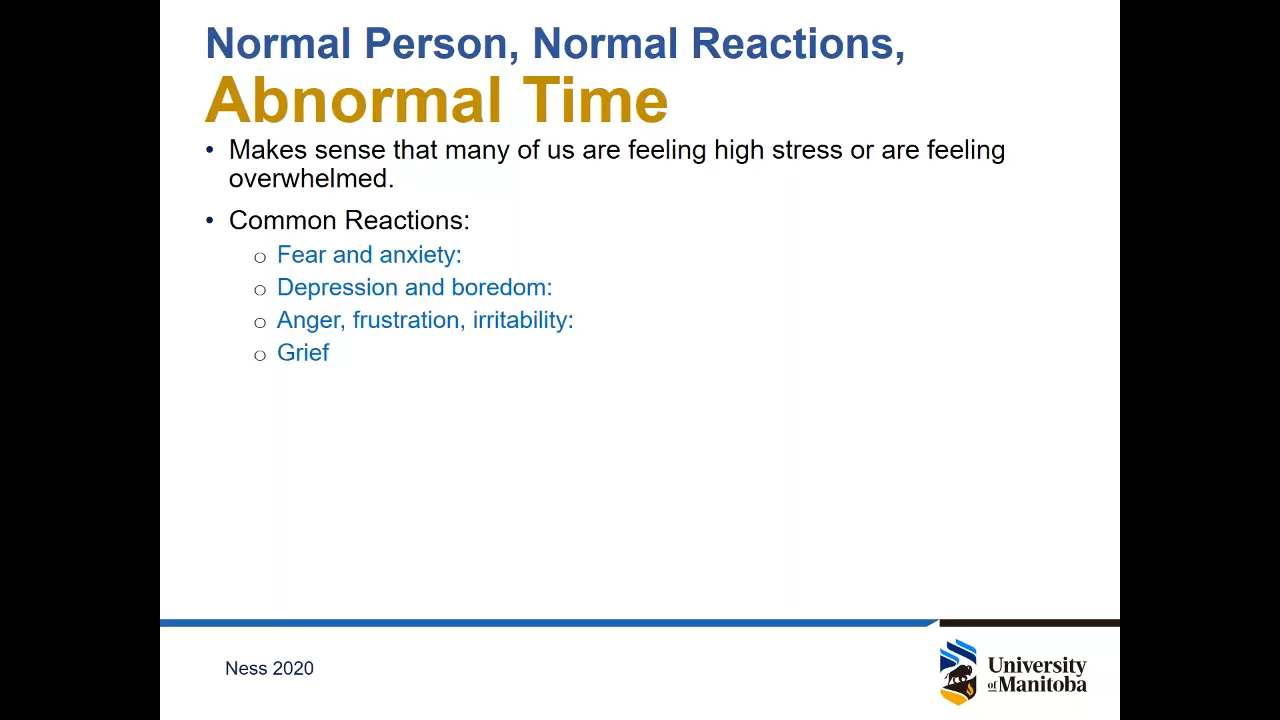 Normal Person, Normal Reactions,
Abnormal Time
• Makes sense that many of us are feeling high stress or are feeling
overwhelmed.
• Common Reactions:
o Fear and anxiety:
o Depression and boredom:
o Anger, frustration, irritability:
o Grief
Ness 2020
University
of Manitoba